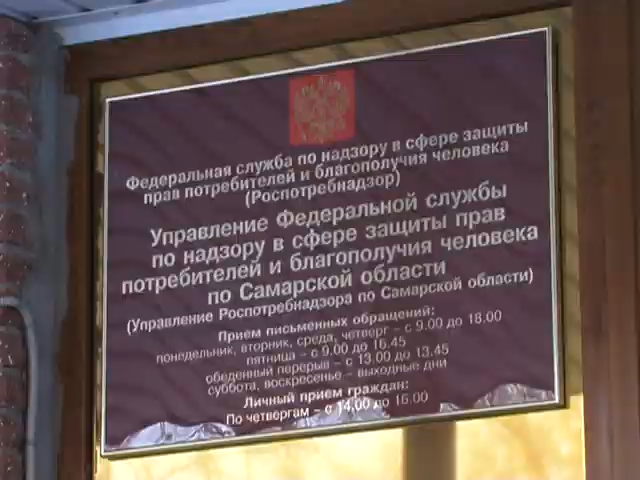 Федеральная служба по надзору в сфере защиты
прав потребителей и благополучия человека
(Роспотребнадзор)
Управление Федеральной службы
по надзору в сфере защиты прав
потребителей и благополучия человека
по Самарской области
(Управление Роспотребнадзора по Самарской области)
Прием письменных обращений:
понедельник, вторник, среда, четверг – с 9.00 до 18.00
пятница – с 9.00 до 16.45
обеденный перерыв – с 13.00 до 13.45
суббота, воскресенье – выходные дни
Личный прием граждан:
По четвергам – с 14.00 до 16.00